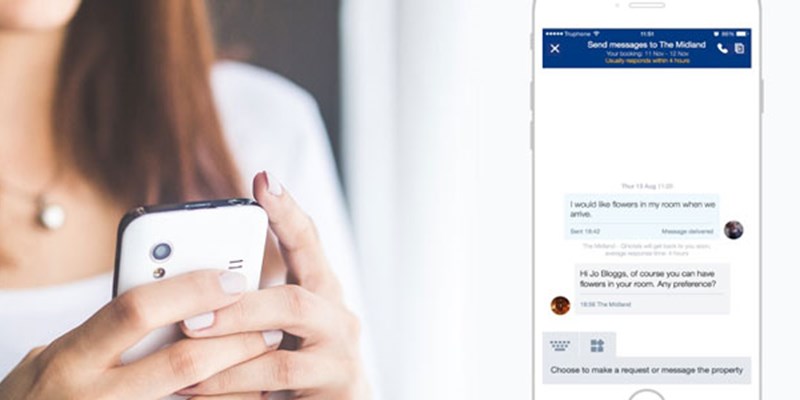 Truphone 11:51 86%
Send messages to The Midland
Your booking: 11 Nov - 12 Nov
Usually responds within 4 hours
Thur 13 Aug 11:20
I would like flowers in my room when we
arrive.
Sent 18:42 Message delivered
The Midland - Qhotels will get back to you soon,
average response time: 4 hours
Hi Jo Bloggs, of course you can have
flowers in your room. Any preference?
18:56 The Midland
Choose to make a request or message the property